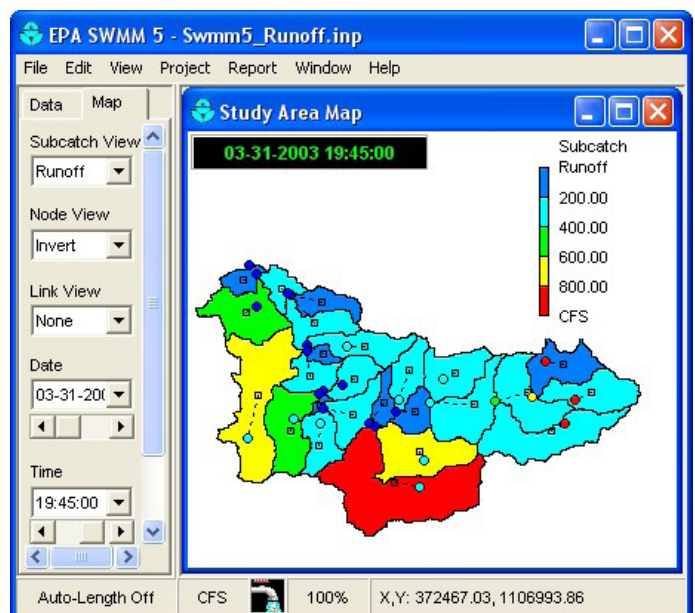 EPA SWMM 5 - Swmm5_Runoff.inp
File Edit View Project Report Window Help
Data Map
Subcatch View
Runoff
Node View
Invert
Link View
None
Date
03-31-200
Time
19:45:00
Study Area Map
03-31-2003 19:45:00
Subcatch
Runoff
200.00
400.00
600.00
800.00
CFS
Auto-Length Off CFS 100% X,Y: 372467.03, 1106993.86